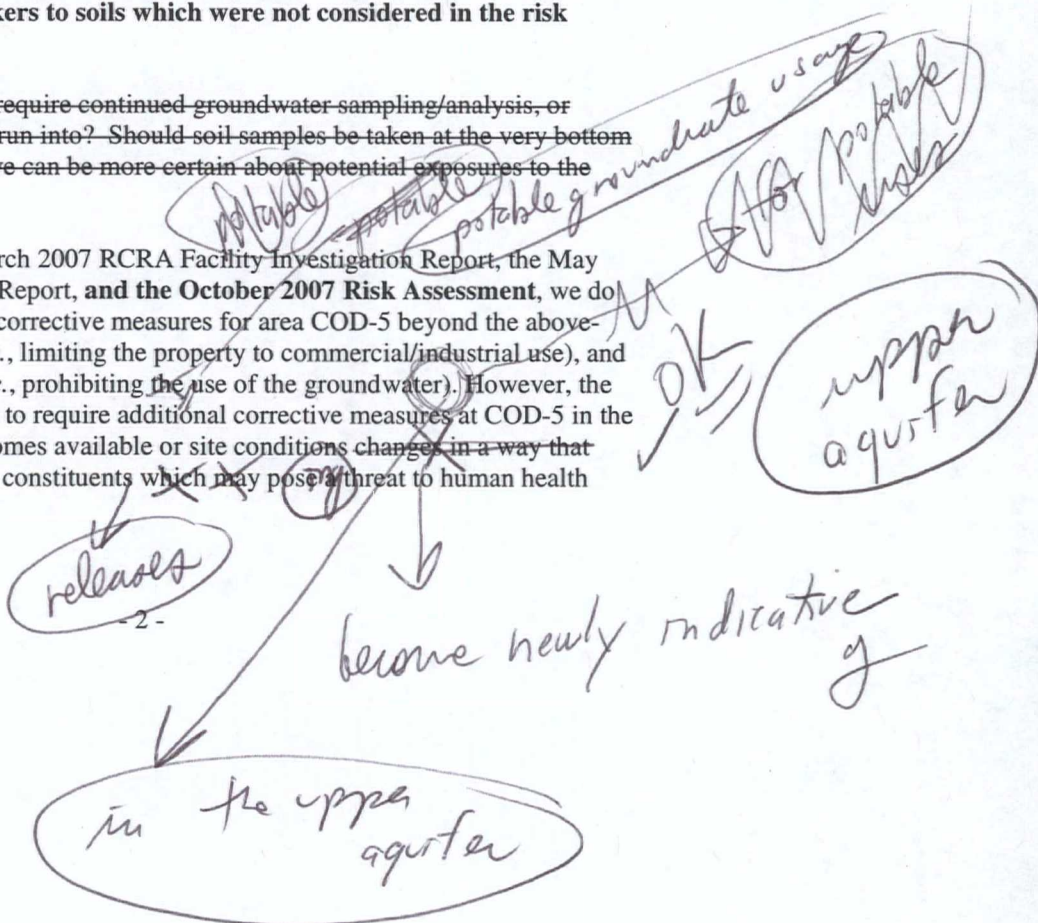 kers to soils which were not considered in the risk
require continued groundwater sampling/analysis, or
run into? Should soil samples be taken at the very bottom
e can be more certain about potential exposures to the
potable
potable
potable groundwate usage
for potable
uses
rch 2007 RCRA Facility Investigation Report, the May
Report, and the October 2007 Risk Assessment, we do
corrective measures for area COD-5 beyond the above-
., limiting the property to commercial/industrial use), and
., prohibiting the use of the groundwater). However, the
to require additional corrective measures at COD-5 in the
omes available or site conditions changes in a way that
constituents which may pose a threat to human health
OK
upper
aquifer
releases
- 2 -
become newly indicative
of
in the upper
aquifer